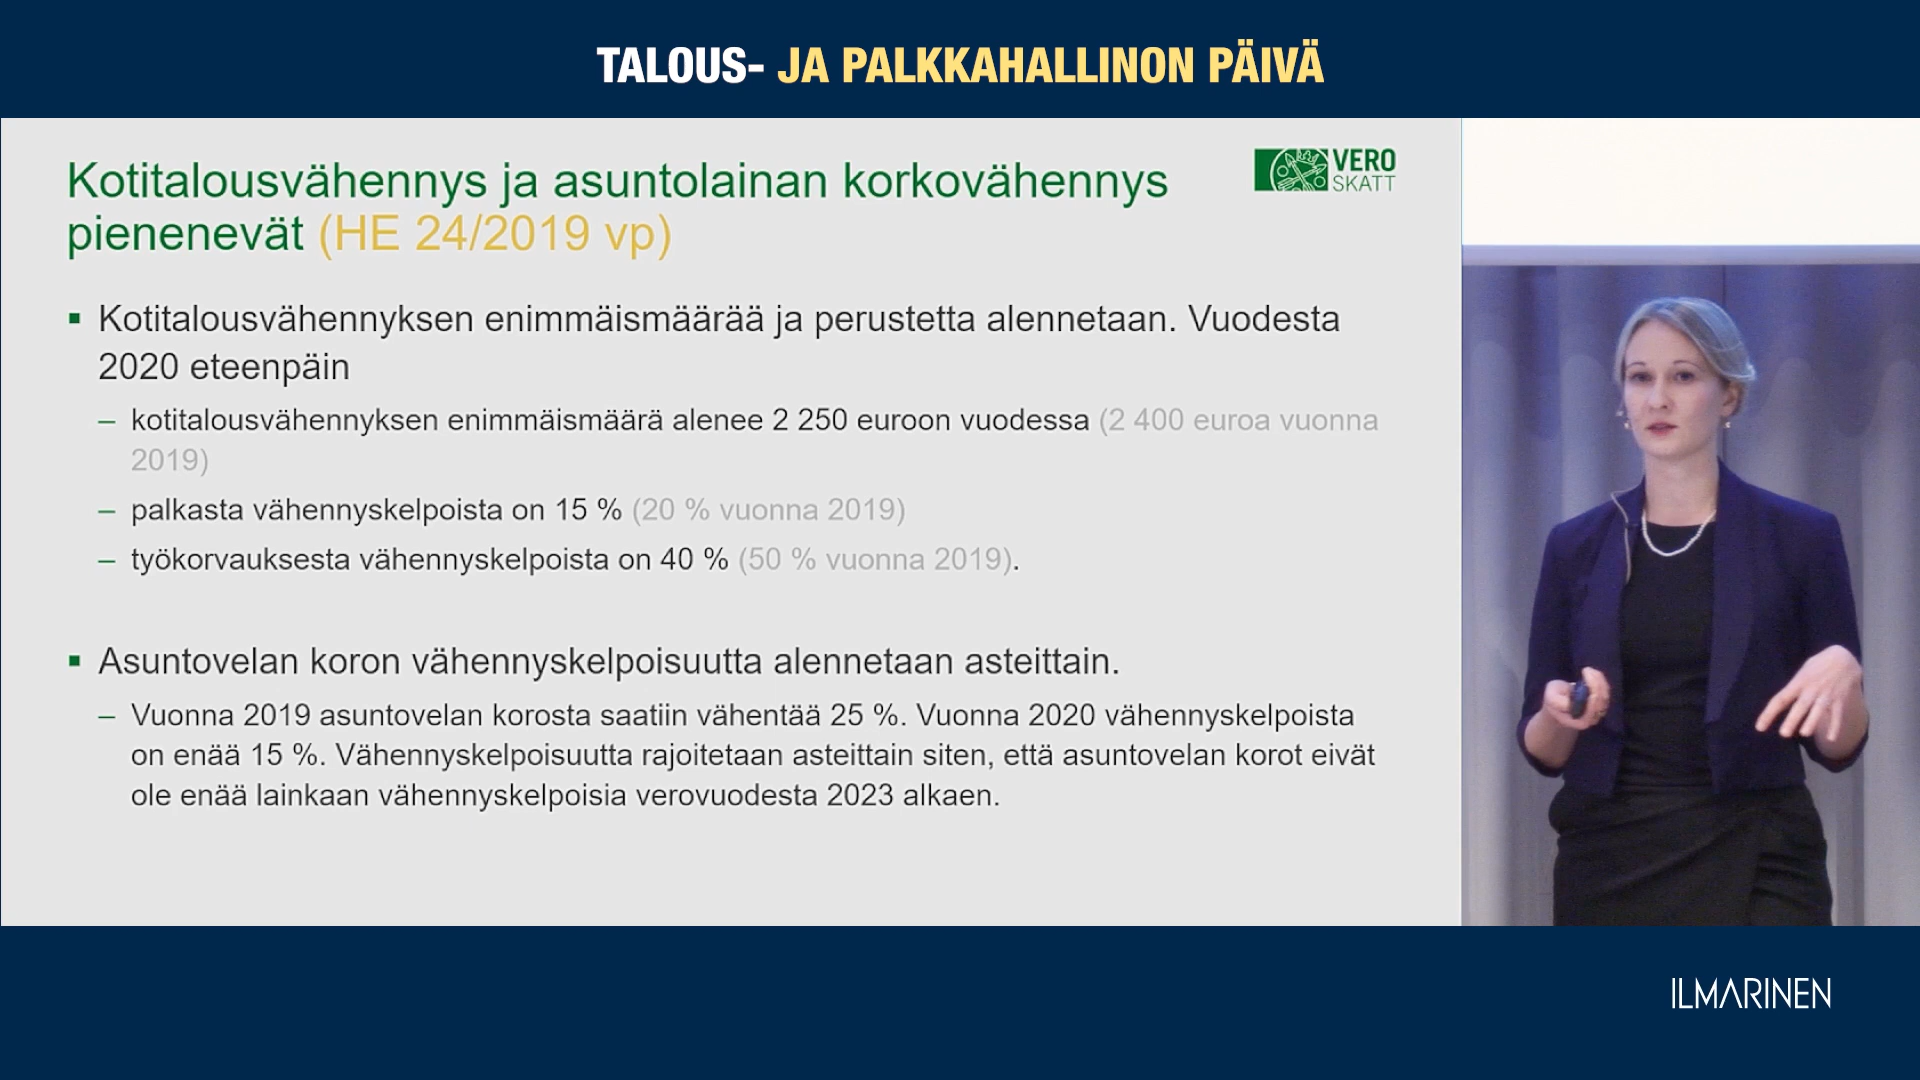 TALOUS- JA PALKKAHALLINON PÄIVÄ
Kotitalousvähennys ja asuntolainan korkovähennys
pienenevät (HE 24/2019 vp)
VERO
SKATT
▪ Kotitalousvähennyksen enimmäismäärää ja perustetta alennetaan. Vuodesta
2020 eteenpäin
– kotitalousvähennyksen enimmäismäärä alenee 2 250 euroon vuodessa (2 400 euroa vuonna
2019)
– palkasta vähennyskelpoista on 15 % (20 % vuonna 2019)
– työkorvauksesta vähennyskelpoista on 40 % (50 % vuonna 2019).
▪ Asuntovelan koron vähennyskelpoisuutta alennetaan asteittain.
– Vuonna 2019 asuntovelan korosta saatiin vähentää 25 %. Vuonna 2020 vähennyskelpoista
on enää 15 %. Vähennyskelpoisuutta rajoitetaan asteittain siten, että asuntovelan korot eivät
ole enää lainkaan vähennyskelpoisia verovuodesta 2023 alkaen.
ILMARINEN